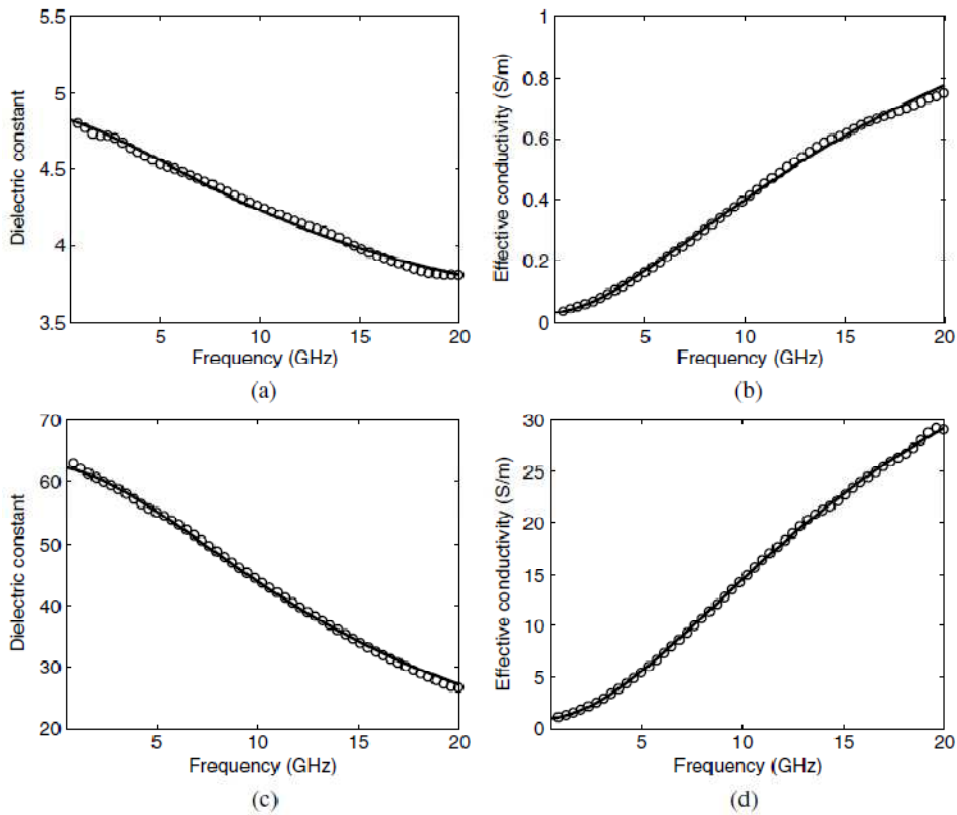 5.5
5
4.5
4
3.5
Dielectric constant
5 10 15 20
Frequency (GHz)
(a)
1
0.8
0.6
0.4
0.2
0
Effective conductivity (S/m)
5 10 15 20
Frequency (GHz)
(b)
70
60
50
40
30
20
Dielectric constant
5 10 15 20
Frequency (GHz)
(c)
30
25
20
15
10
5
0
Effective conductivity (S/m)
5 10 15 20
Frequency (GHz)
(d)